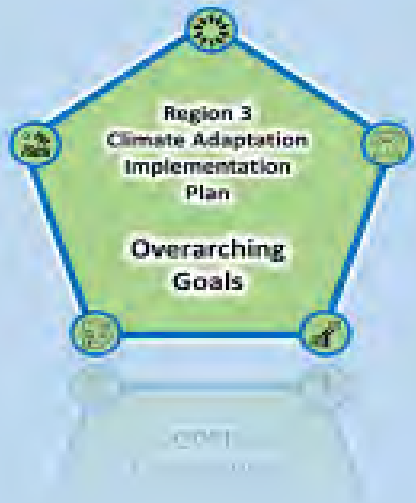 Region 3
Climate Adaptation
Implementation
Plan
Overarching
Goals